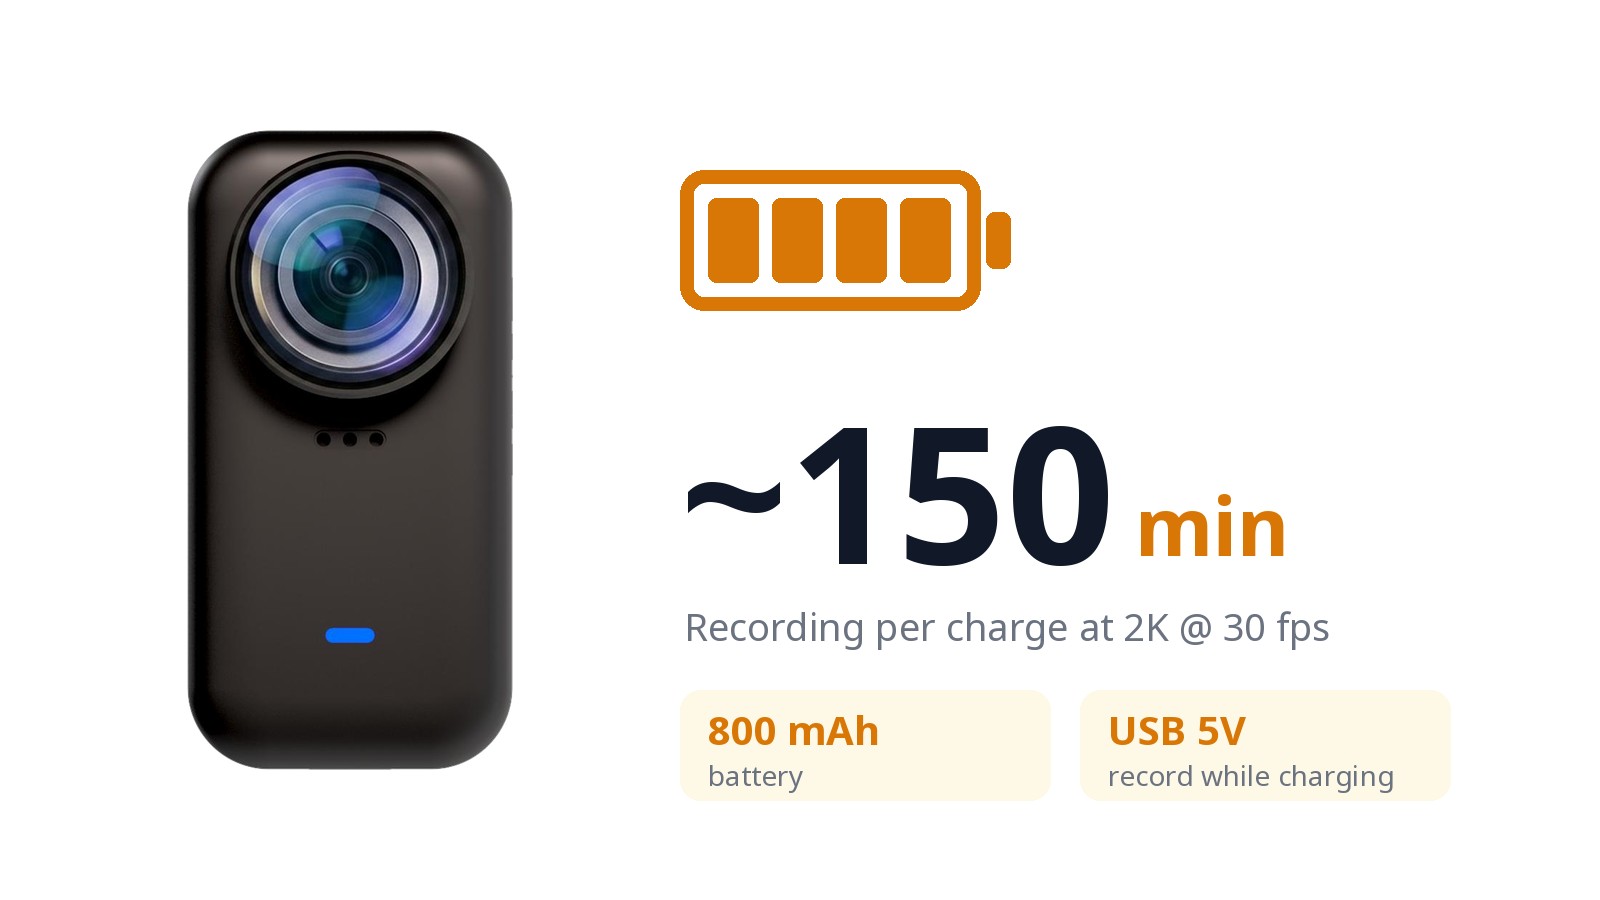 ~150 min
Recording per charge at 2K @ 30 fps
800 mAh
battery
USB 5V
record while charging